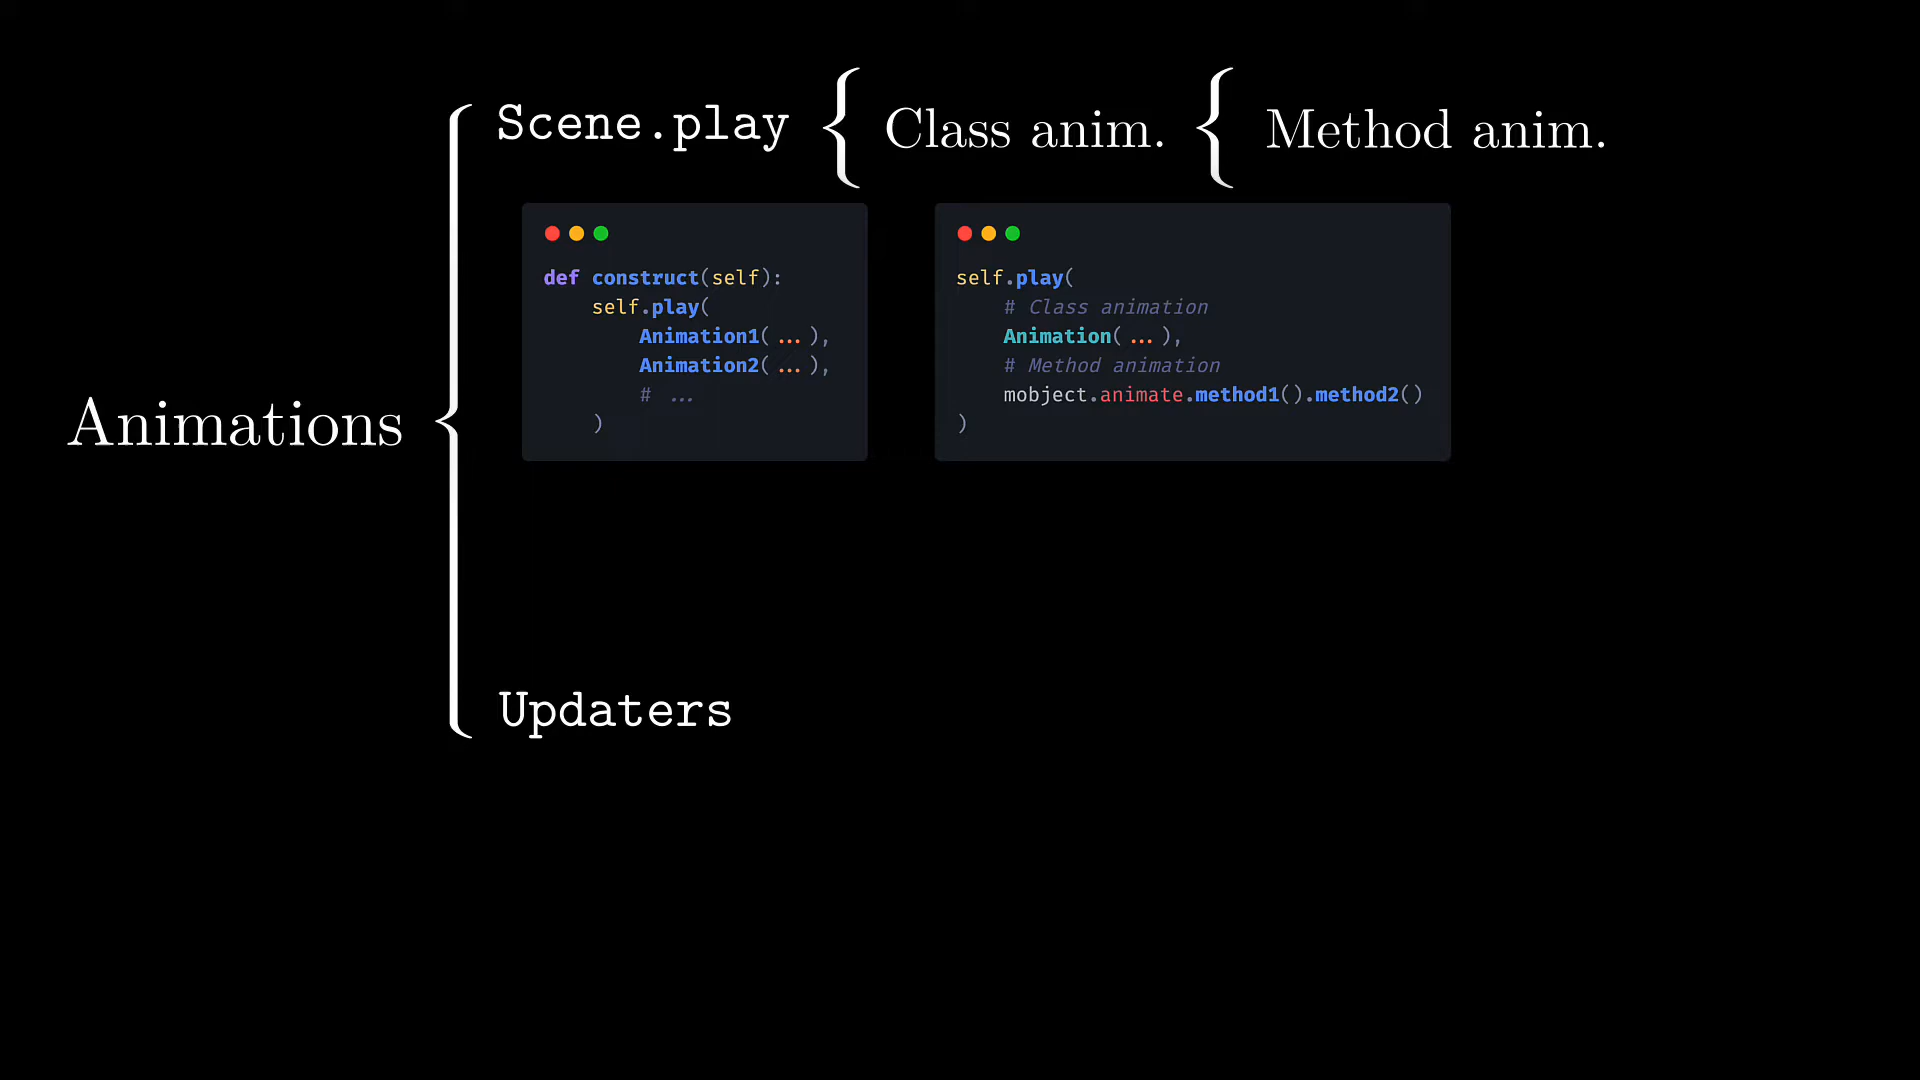 Scene.play { Class anim. { Method anim.
def construct(self):
    self.play(
        Animation1(...),
        Animation2(...),
        # ...
    )
self.play(
    # Class animation
    Animation(...),
    # Method animation
    mobject.animate.method1().method2()
)
Animations {
Updaters